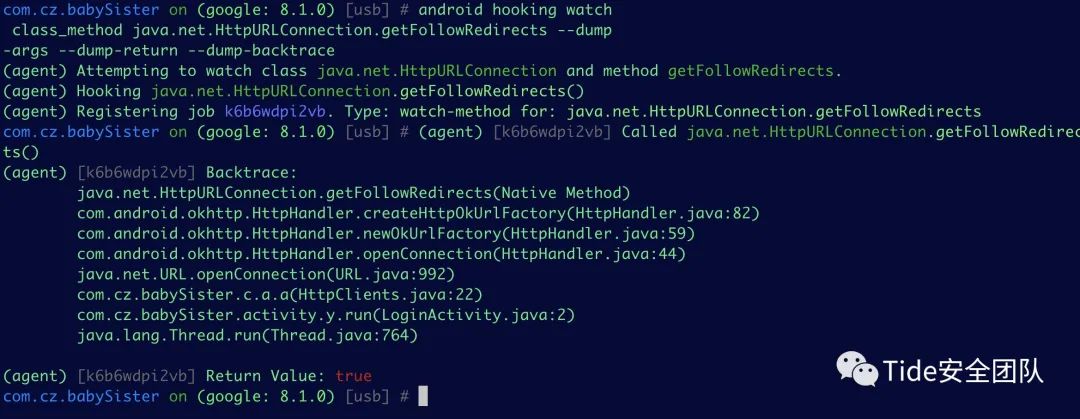 com.cz.babySister on (google: 8.1.0) [usb] # android hooking watch
class_method java.net.HttpURLConnection.getFollowRedirects --dump
-args --dump-return --dump-backtrace
(agent) Attempting to watch class java.net.HttpURLConnection and method getFollowRedirects.
(agent) Hooking java.net.HttpURLConnection.getFollowRedirects()
(agent) Registering job k6b6wdpi2vb. Type: watch-method for: java.net.HttpURLConnection.getFollowRedirects
com.cz.babySister on (google: 8.1.0) [usb] # (agent) [k6b6wdpi2vb] Called java.net.HttpURLConnection.getFollowRedirec
ts()
(agent) [k6b6wdpi2vb] Backtrace:
java.net.HttpURLConnection.getFollowRedirects(Native Method)
com.android.okhttp.HttpHandler.createHttpOkUrlFactory(HttpHandler.java:82)
com.android.okhttp.HttpHandler.newOkUrlFactory(HttpHandler.java:59)
com.android.okhttp.HttpHandler.openConnection(HttpHandler.java:44)
java.net.URL.openConnection(URL.java:992)
com.cz.babySister.c.a.a(HttpClients.java:22)
com.cz.babySister.activity.y.run(LoginActivity.java:2)
java.lang.Thread.run(Thread.java:764)
(agent) [k6b6wdpi2vb] Return Value: true
com.cz.babySister on (google: 8.1.0) [usb] #
Tide安全团队